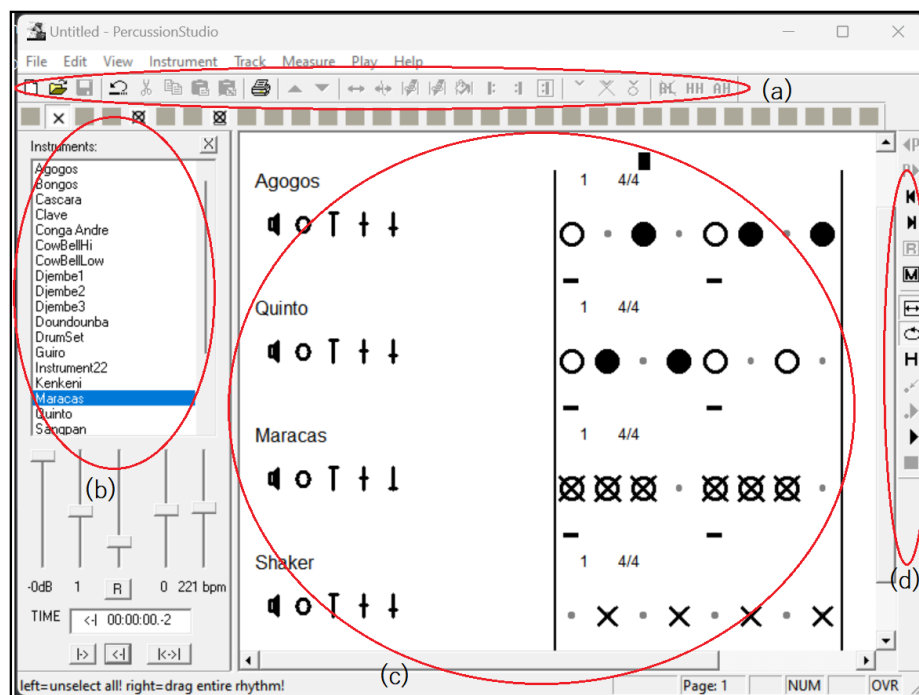 Untitled - PercussionStudio
File Edit View Instrument Track Measure Play Help
(a)
Instruments:
Agogos
Bongos
Cascara
Clave
Conga Andre
CowBellHi
CowBellLow
Djembe1
Djembe2
Djembe3
Doundounba
DrumSet
Guiro
Instrument22
Kenkeni
Maracas
Quinto
Sangpan
(b)
-0dB 1 R 0 221 bpm
TIME <-| 00:00:00.-2
|> <-| |<->|
Agogos 1 4/4
Quinto 1 4/4
Maracas 1 4/4
Shaker 1 4/4
(c)
R
M
H
(d)
left=unselect all! right=drag entire rhythm!
Page: 1 NUM OVR